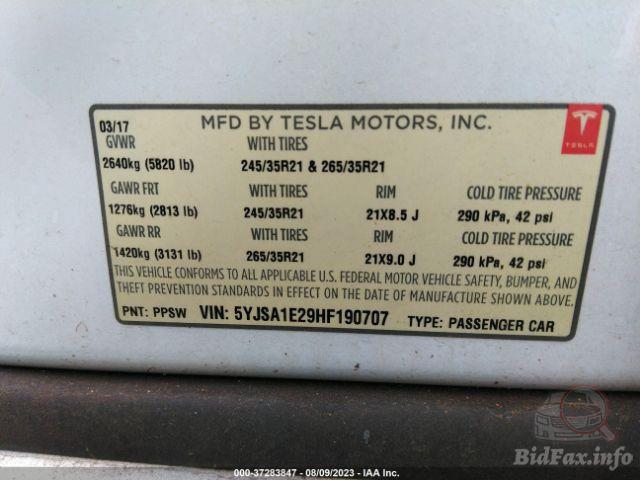 03/17 MFD BY TESLA MOTORS, INC.
GVWR WITH TIRES TESLA
2640kg (5820 lb) 245/35R21 & 265/35R21
GAWR FRT WITH TIRES RIM COLD TIRE PRESSURE
1276kg (2813 lb) 245/35R21 21X8.5 J 290 kPa, 42 psi
GAWR RR WITH TIRES RIM COLD TIRE PRESSURE
1420kg (3131 lb) 265/35R21 21X9.0 J 290 kPa, 42 psi
THIS VEHICLE CONFORMS TO ALL APPLICABLE U.S. FEDERAL MOTOR VEHICLE SAFETY, BUMPER, AND
THEFT PREVENTION STANDARDS IN EFFECT ON THE DATE OF MANUFACTURE SHOWN ABOVE.
PNT: PPSW VIN: 5YJSA1E29HF190707 TYPE: PASSENGER CAR
BidFax.info
000-37283847 - 08/09/2023 - IAA Inc.